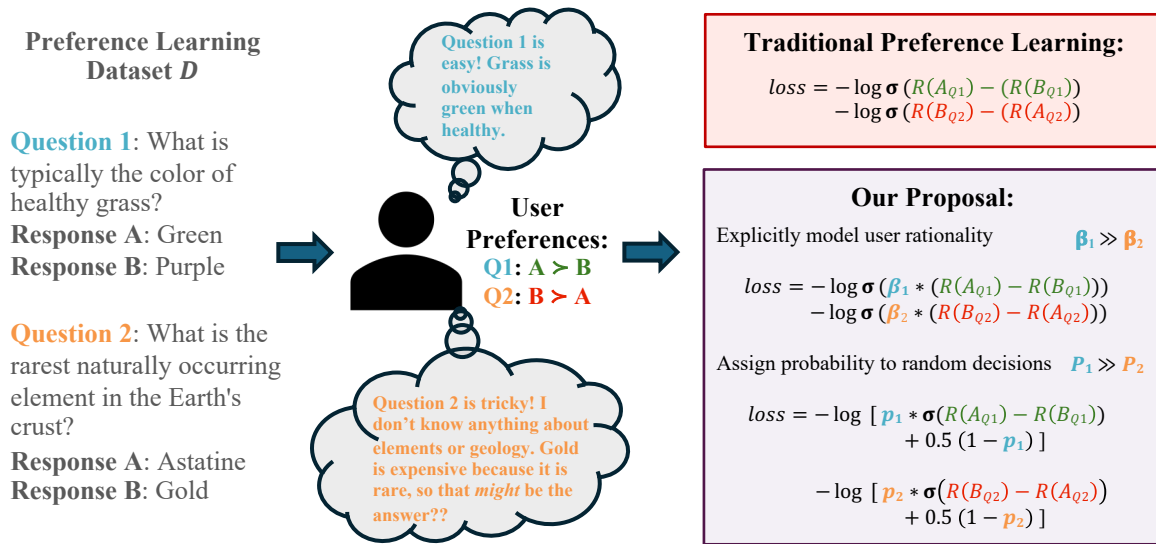 Preference Learning
Dataset D
Question 1: What is
typically the color of
healthy grass?
Response A: Green
Response B: Purple
Question 2: What is the
rarest naturally occurring
element in the Earth's
crust?
Response A: Astatine
Response B: Gold
Question 1 is
easy! Grass is
obviously
green when
healthy.
User
Preferences:
Q1: A ≻ B
Q2: B ≻ A
Question 2 is tricky! I
don’t know anything about
elements or geology. Gold
is expensive because it is
rare, so that might be the
answer??
Traditional Preference Learning:
loss = − log σ (R(A_Q1) − (R(B_Q1))
− log σ (R(B_Q2) − (R(A_Q2))
Our Proposal:
Explicitly model user rationality β₁ ≫ β₂
loss = − log σ (β₁ * (R(A_Q1) − R(B_Q1)))
− log σ (β₂ * (R(B_Q2) − R(A_Q2)))
Assign probability to random decisions P₁ ≫ P₂
loss = − log [ p₁ * σ(R(A_Q1) − R(B_Q1))
+ 0.5 (1 − p₁) ]
− log [ p₂ * σ(R(B_Q2) − R(A_Q2))
+ 0.5 (1 − p₂) ]